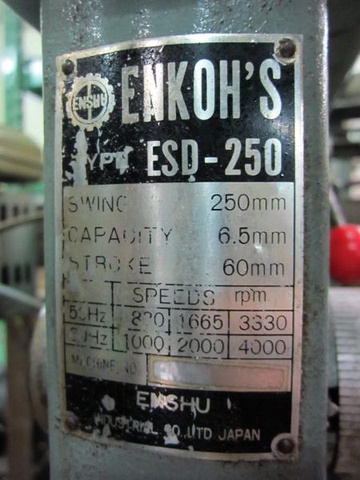 ENSHU
ENKOH'S
TYPE ESD-250
SWING 250mm
CAPACITY 6.5mm
STROKE 60mm
SPEEDS rpm
50Hz 830 1665 3330
60Hz 1000 2000 4000
MACHINE NO
ENSHU
INDUSTRIAL CO.,LTD JAPAN